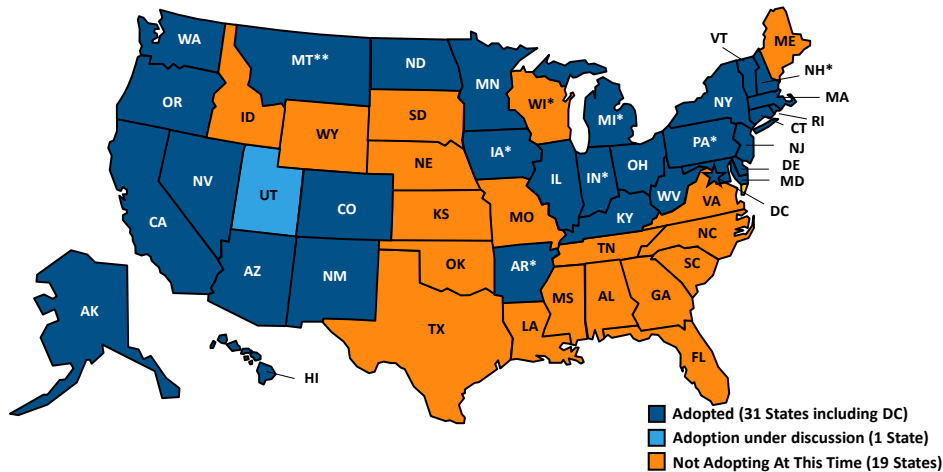 WA
MT**
ND
MN
VT
ME
NH*
MA
OR
ID
WY
SD
WI*
MI*
NY
RI
CT
NV
UT
CO
NE
IA*
IL
IN*
OH
PA*
NJ
DE
MD
DC
CA
AZ
NM
KS
MO
KY
WV
VA
OK
AR*
TN
NC
SC
AK
HI
TX
LA
MS
AL
GA
FL
Adopted (31 States including DC)
Adoption under discussion (1 State)
Not Adopting At This Time (19 States)